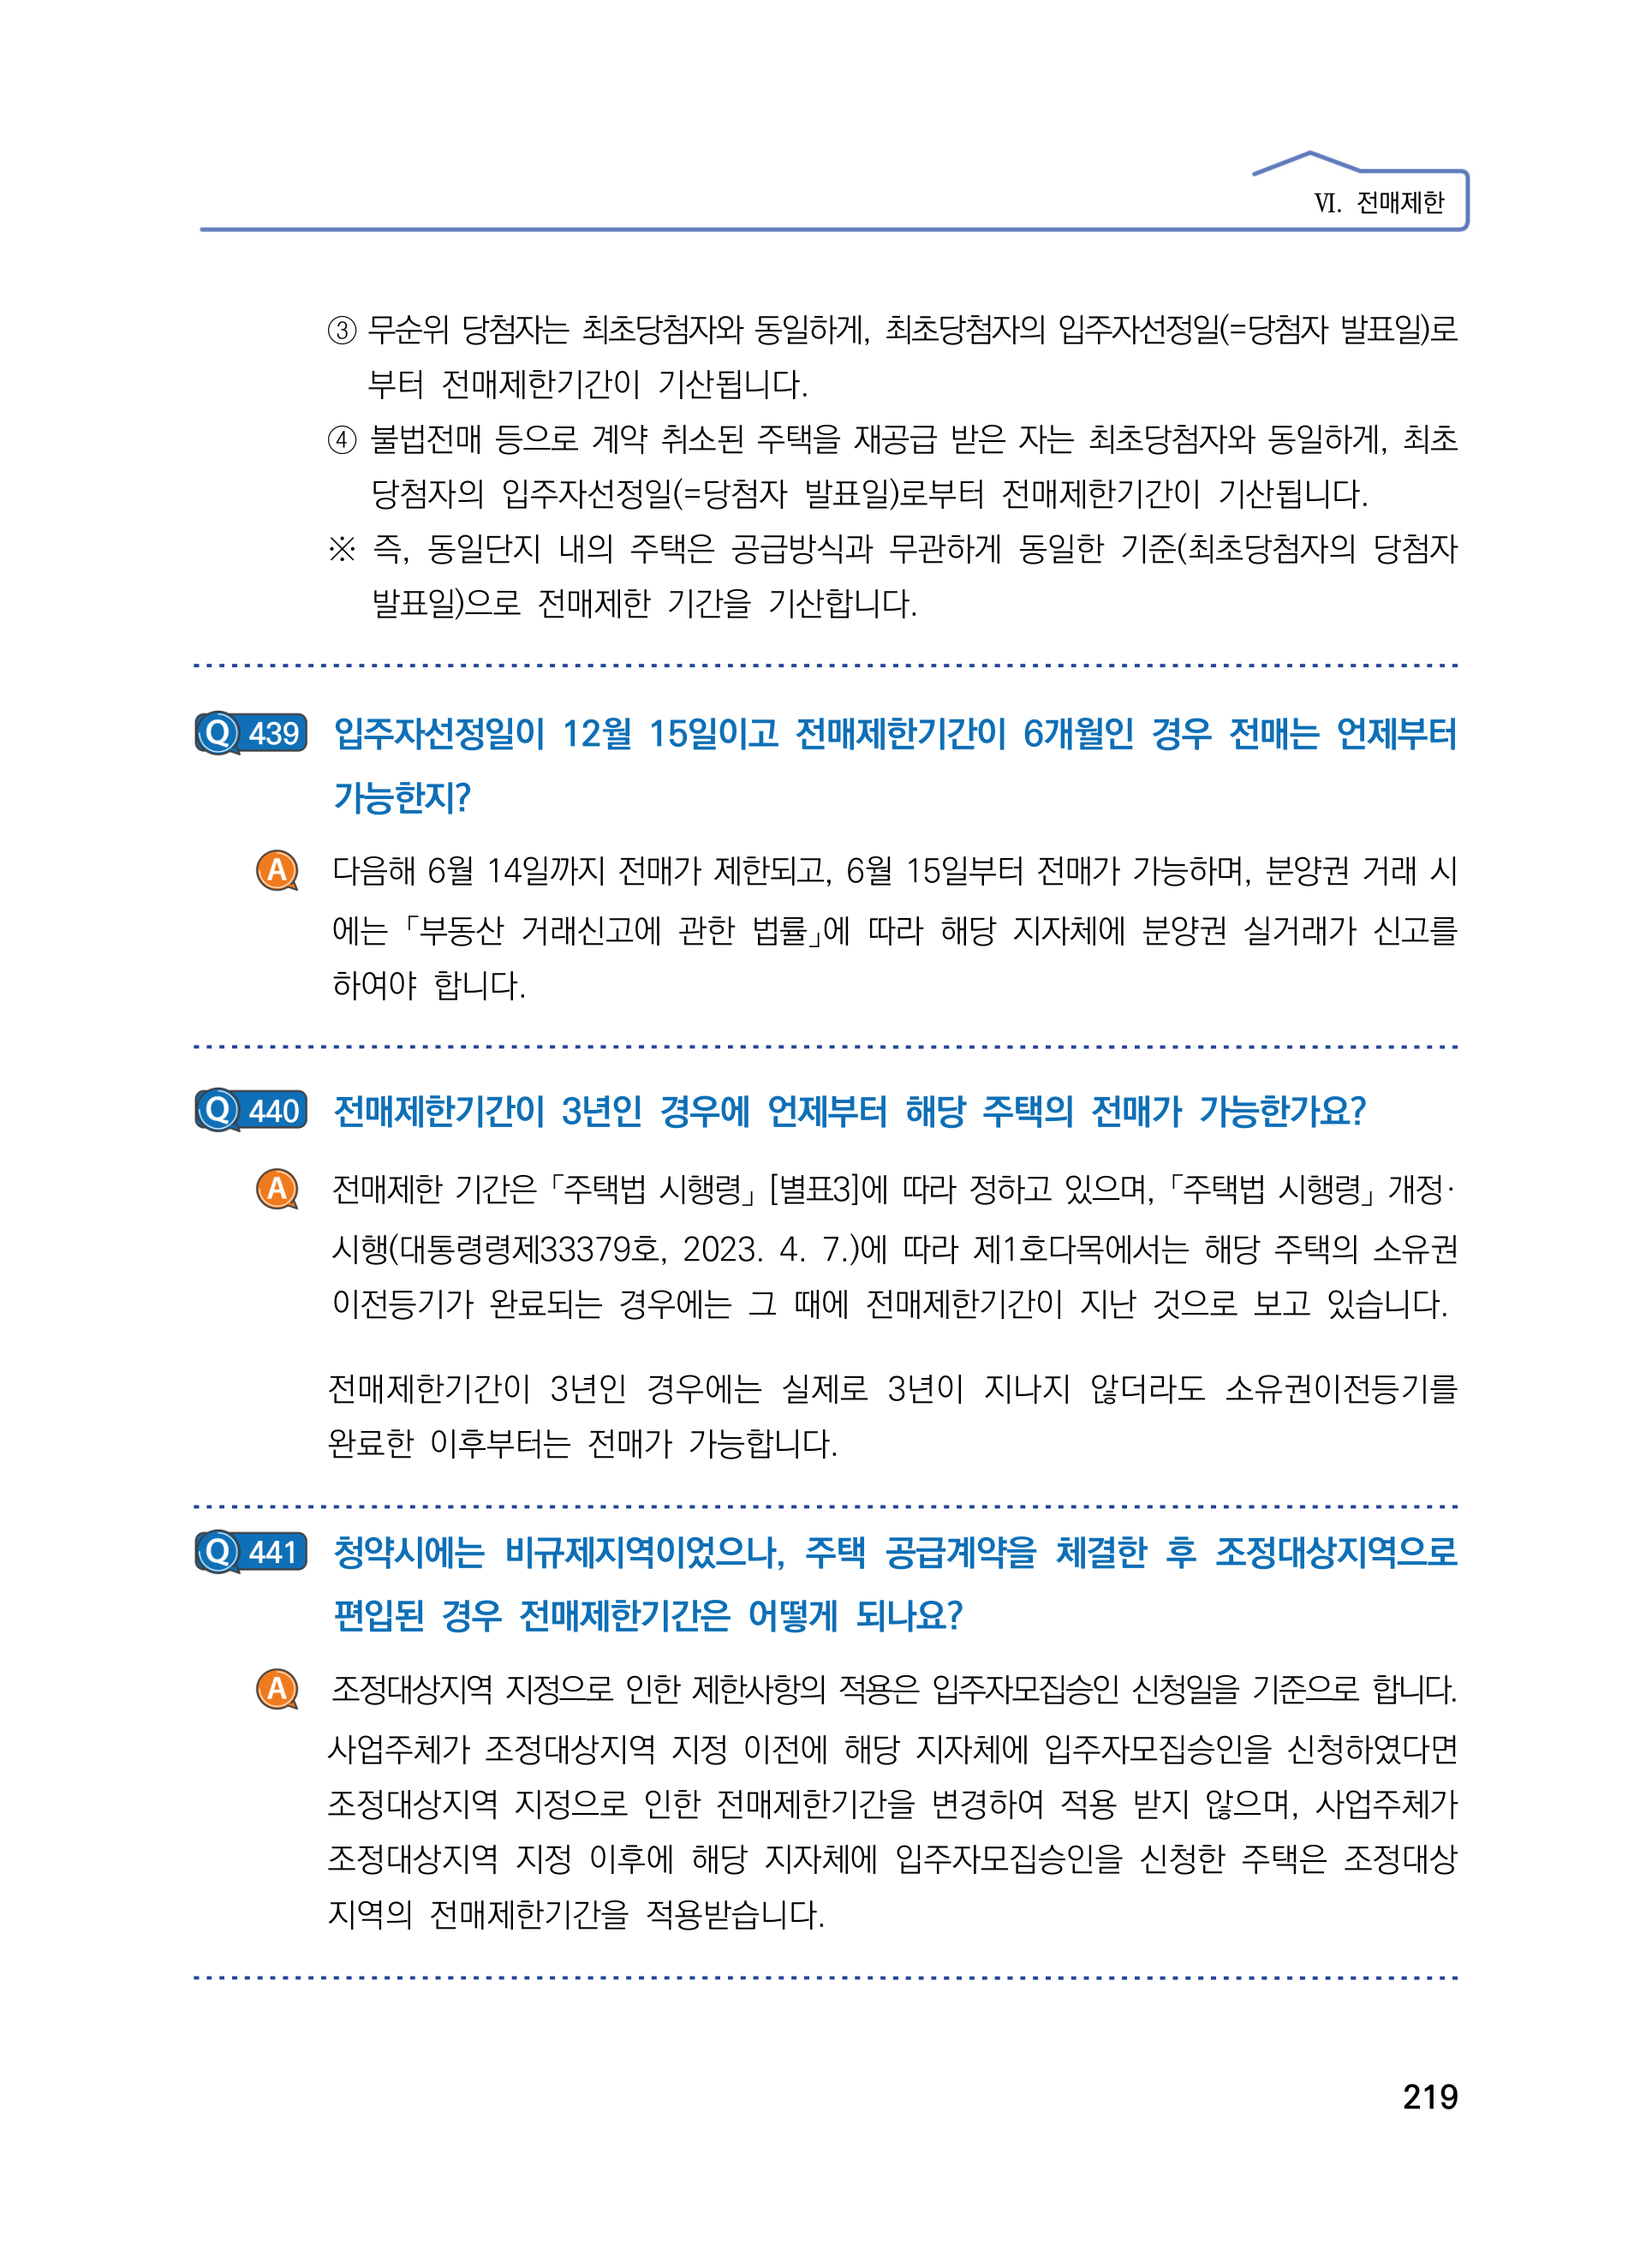 Ⅵ. 전매제한
③ 무순위 당첨자는 최초당첨자와 동일하게, 최초당첨자의 입주자선정일(=당첨자 발표일)로
부터 전매제한기간이 기산됩니다.
④ 불법전매 등으로 계약 취소된 주택을 재공급 받은 자는 최초당첨자와 동일하게, 최초
당첨자의 입주자선정일(=당첨자 발표일)로부터 전매제한기간이 기산됩니다.
※ 즉, 동일단지 내의 주택은 공급방식과 무관하게 동일한 기준(최초당첨자의 당첨자
발표일)으로 전매제한 기간을 기산합니다.
Q 439 입주자선정일이 12월 15일이고 전매제한기간이 6개월인 경우 전매는 언제부터
가능한지?
A 다음해 6월 14일까지 전매가 제한되고, 6월 15일부터 전매가 가능하며, 분양권 거래 시
에는 「부동산 거래신고에 관한 법률」에 따라 해당 지자체에 분양권 실거래가 신고를
하여야 합니다.
Q 440 전매제한기간이 3년인 경우에 언제부터 해당 주택의 전매가 가능한가요?
A 전매제한 기간은 「주택법 시행령」 [별표3]에 따라 정하고 있으며, 「주택법 시행령」 개정·
시행(대통령령제33379호, 2023. 4. 7.)에 따라 제1호다목에서는 해당 주택의 소유권
이전등기가 완료되는 경우에는 그 때에 전매제한기간이 지난 것으로 보고 있습니다.
전매제한기간이 3년인 경우에는 실제로 3년이 지나지 않더라도 소유권이전등기를
완료한 이후부터는 전매가 가능합니다.
Q 441 청약시에는 비규제지역이었으나, 주택 공급계약을 체결한 후 조정대상지역으로
편입된 경우 전매제한기간은 어떻게 되나요?
A 조정대상지역 지정으로 인한 제한사항의 적용은 입주자모집승인 신청일을 기준으로 합니다.
사업주체가 조정대상지역 지정 이전에 해당 지자체에 입주자모집승인을 신청하였다면
조정대상지역 지정으로 인한 전매제한기간을 변경하여 적용 받지 않으며, 사업주체가
조정대상지역 지정 이후에 해당 지자체에 입주자모집승인을 신청한 주택은 조정대상
지역의 전매제한기간을 적용받습니다.
219